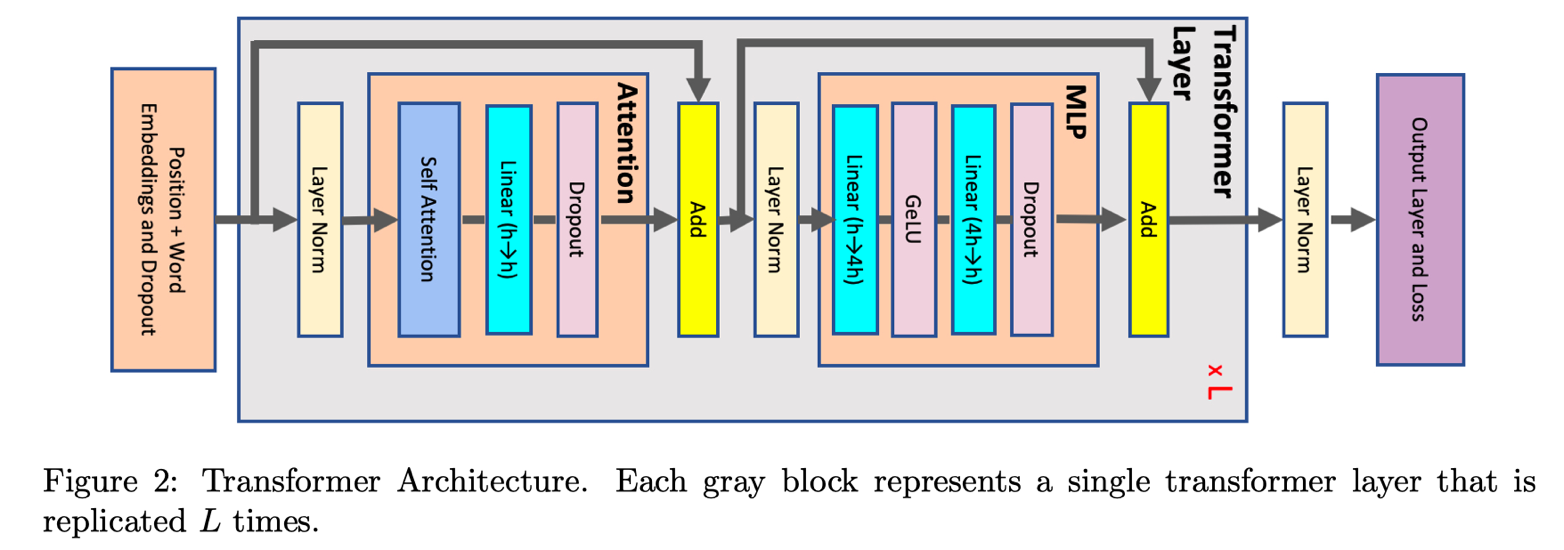 Position + Word
Embeddings and Dropout
Layer Norm
Self Attention
Linear (h→h)
Dropout
Attention
Add
Layer Norm
Linear (h→4h)
GeLU
Linear (4h→h)
Dropout
MLP
Add
Transformer
Layer
x L
Layer Norm
Output Layer and Loss
Figure 2: Transformer Architecture. Each gray block represents a single transformer layer that is
replicated L times.